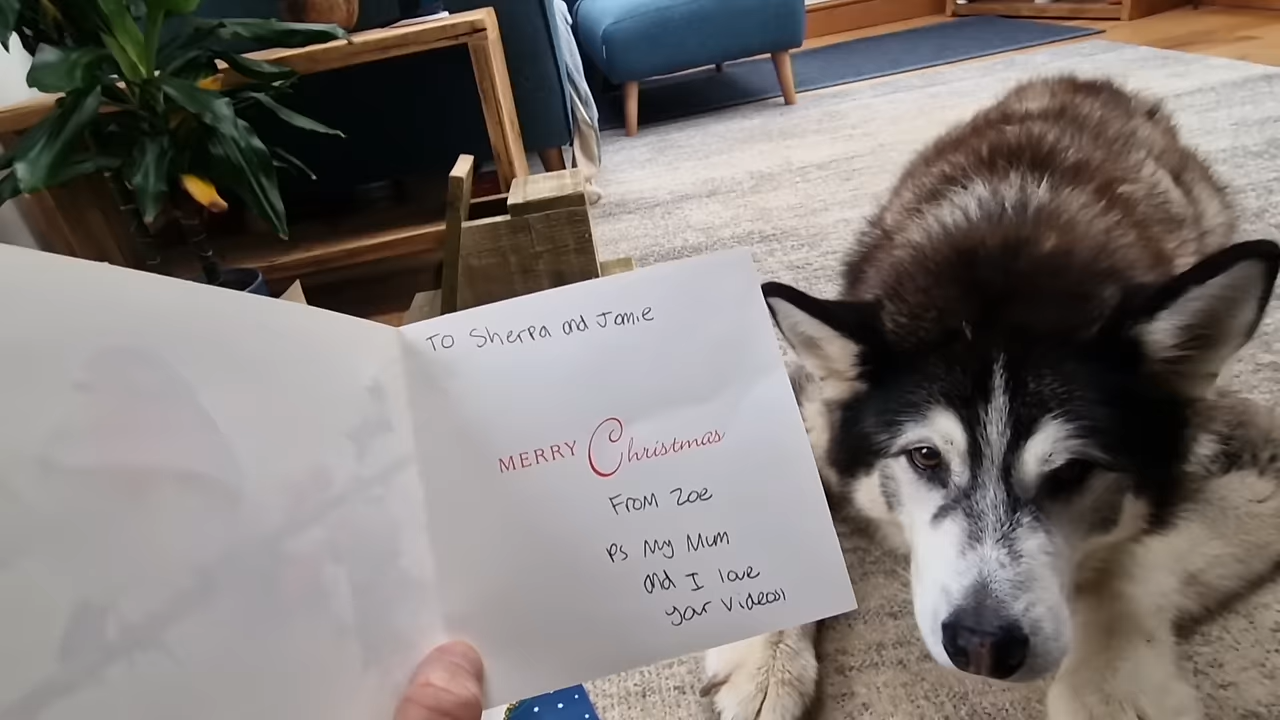 To Sherpa and Jamie
MERRY Christmas
From Zoe
Ps My Mum
and I love
your videos!